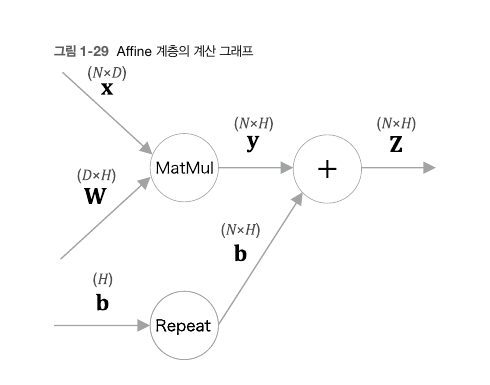 그림 1-29 Affine 계층의 계산 그래프
(N×D)
x
(D×H)
W
MatMul
(N×H)
y
+
(N×H)
z
(N×H)
b
(H)
b
Repeat